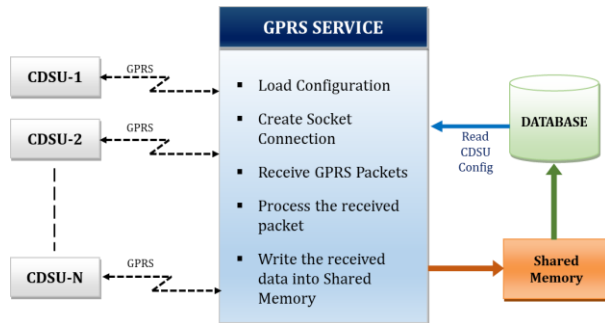 GPRS SERVICE
CDSU-1
GPRS
CDSU-2
GPRS
CDSU-N
GPRS
▪ Load Configuration
▪ Create Socket
Connection
▪ Receive GPRS Packets
▪ Process the received
packet
▪ Write the received
data into Shared
Memory
Read
CDSU
Config
DATABASE
Shared
Memory